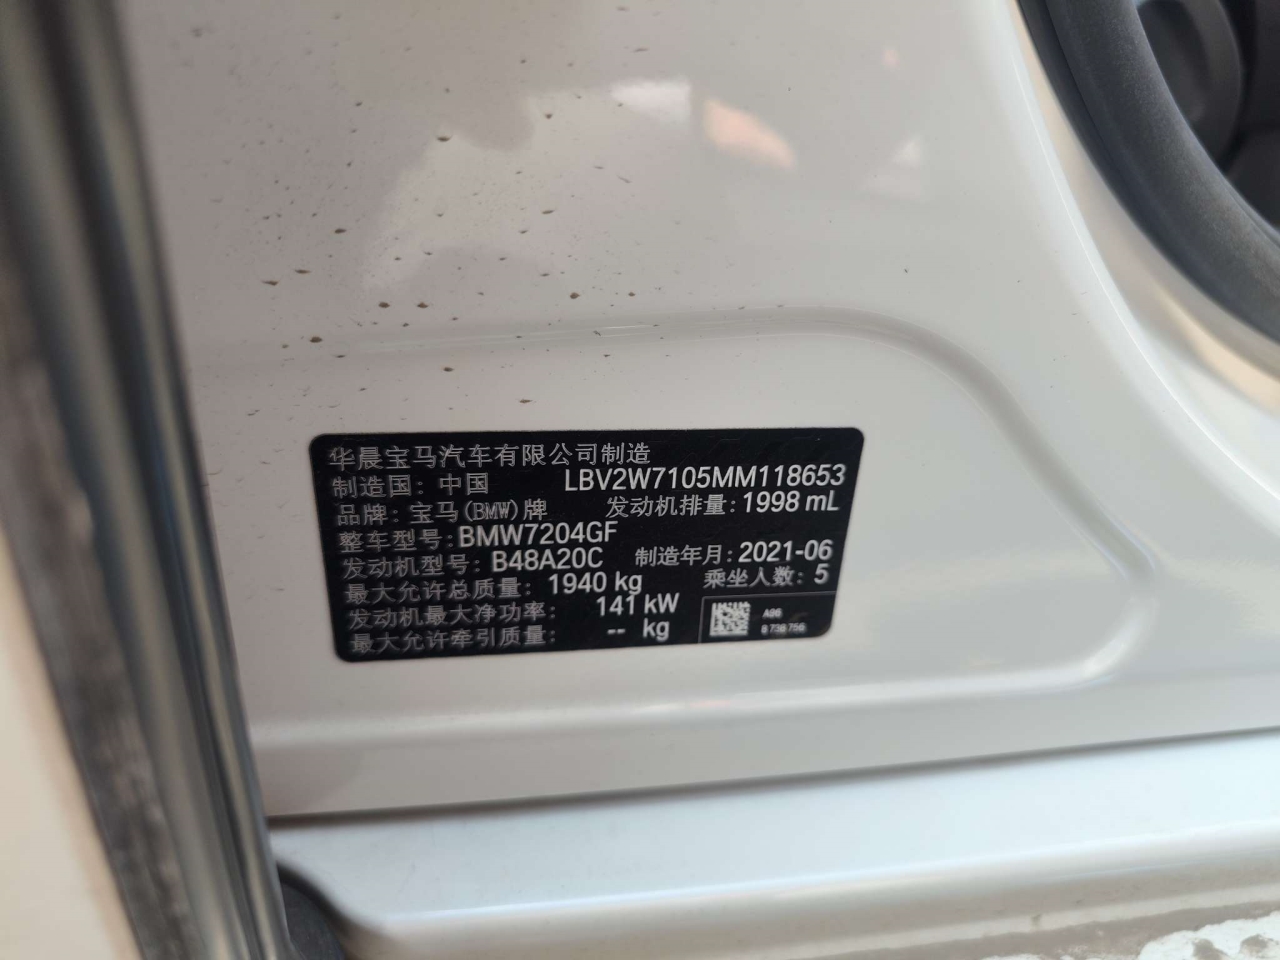 华晨宝马汽车有限公司制造
制造国：中国 LBV2W7105MM118653
品牌：宝马(BMW)牌 发动机排量：1998 mL
整车型号：BMW7204GF
发动机型号：B48A20C 制造年月：2021-06
最大允许总质量：1940 kg 乘坐人数：5
发动机最大净功率：141 kW
最大允许牵引质量：-- kg
A96
8 738 756